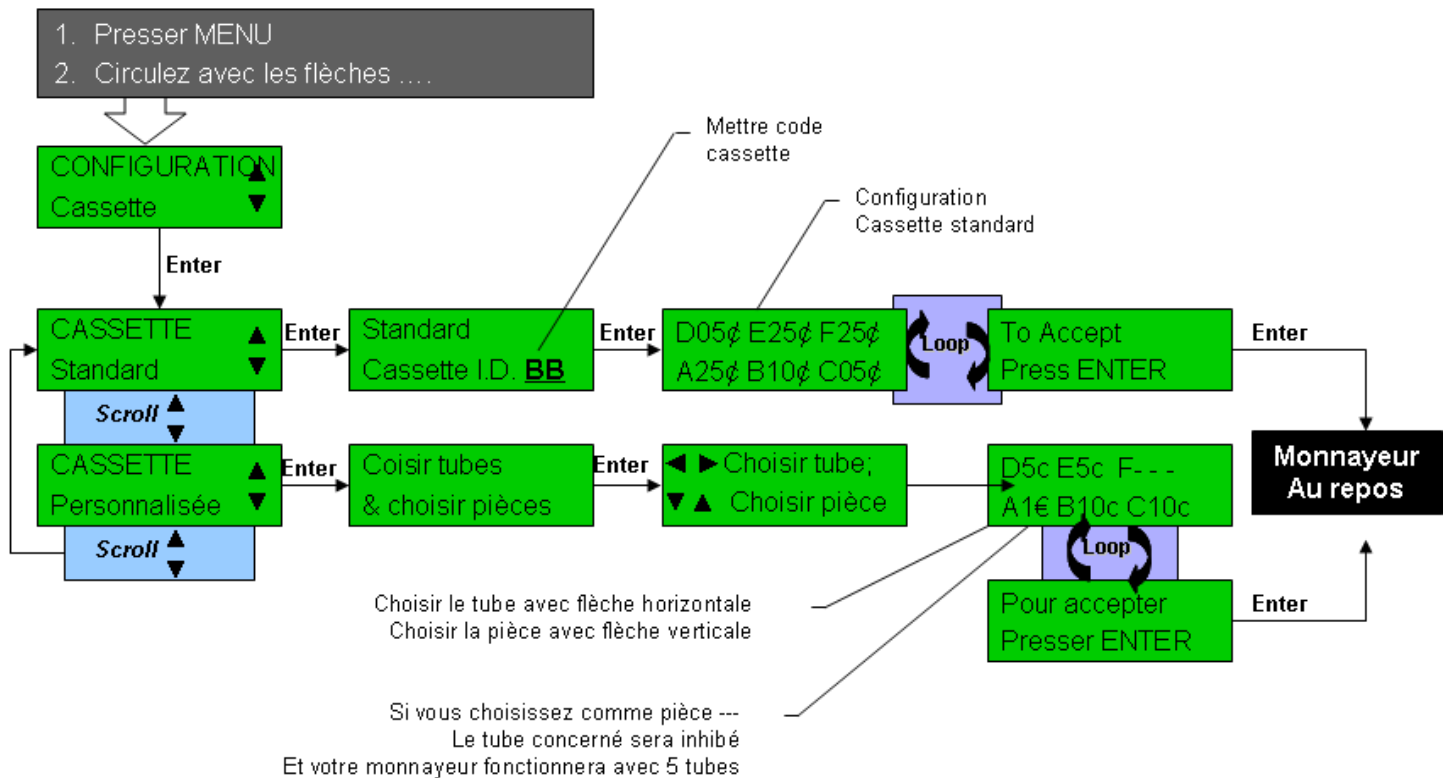 1. Presser MENU
2. Circulez avec les flèches ....
Mettre code
cassette
CONFIGURATION
Cassette
Configuration
Cassette standard
Enter
CASSETTE
Standard
Enter
Standard
Cassette I.D. BB
Enter
D05¢ E25¢ F25¢
A25¢ B10¢ C05¢
Loop
To Accept
Press ENTER
Enter
Scroll
CASSETTE
Personnalisée
Enter
Coisir tubes
& choisir pièces
Enter
◄ ►Choisir tube;
▼ ▲ Choisir pièce
D5c E5c F---
A1€ B10c C10c
Monnayeur
Au repos
Scroll
Loop
Pour accepter
Presser ENTER
Enter
Choisir le tube avec flèche horizontale
Choisir la pièce avec flèche verticale
Si vous choisissez comme pièce ---
Le tube concerné sera inhibé
Et votre monnayeur fonctionnera avec 5 tubes